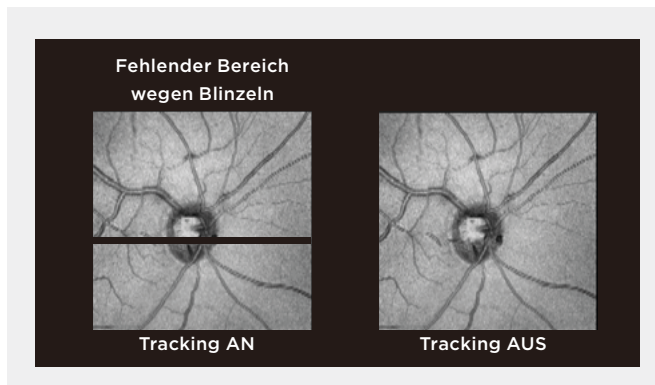 Fehlender Bereich
wegen Blinzeln
Tracking AN
Tracking AUS